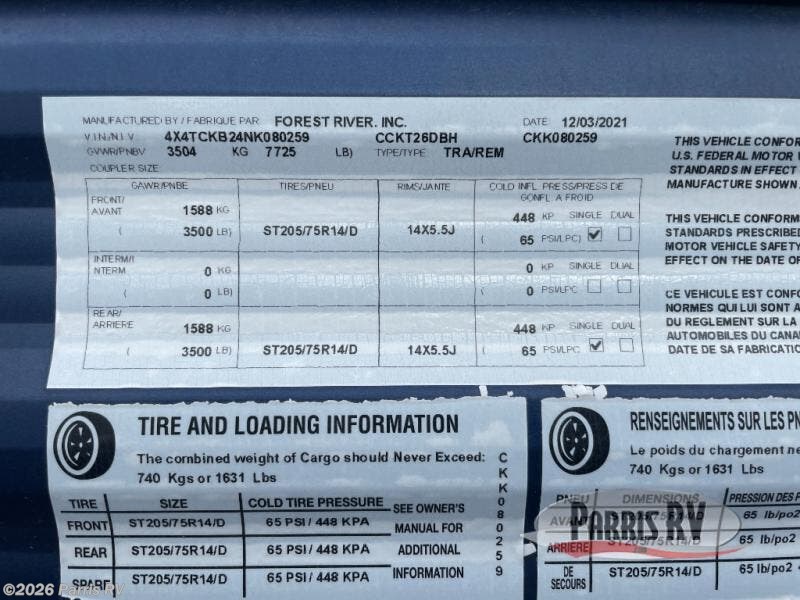 MANUFACTURED BY / FABRIQUE PAR FOREST RIVER, INC. DATE 12/03/2021
V.I.N./N.I.V 4X4TCKB24NK080259 CCKT26DBH CKK080259
GVWR/PNBV 3504 KG 7725 LB) TYPE/TYPE TRA/REM
COUPLER SIZE
GAWR/PNBE TIRES/PNEU RIMS/JANTE COLD INFL PRESS/PRESS DE GONFL A FROID
FRONT/
AVANT 1588 KG 448 KP SINGLE DUAL
( 3500 LB) ST205/75R14/D 14X5.5J ( 65 PSI/LPC)
INTERM/I
NTERM 0 KG 0 KP SINGLE DUAL
( 0 LB) ( 0 PSI/LPC
REAR/
ARRIERE 1588 KG 448 KP SINGLE DUAL
( 3500 LB) ST205/75R14/D 14X5.5J ( 65 PSI/LPC
THIS VEHICLE CONFOR
U.S. FEDERAL MOTOR
STANDARDS IN EFFECT
MANUFACTURE SHOWN
THIS VEHICLE CONFORM
STANDARDS PRESCRIBED
MOTOR VEHICLE SAFETY
EFFECT ON THE DATE OF
CE VEHICULE EST CONFO
NORMES QUI LUI SONT A
DU REGLEMENT SUR LA
AUTOMOBILES DU CANA
DATE DE SA FABRICATION
TIRE AND LOADING INFORMATION
The combined weight of Cargo should Never Exceed:
740 Kgs or 1631 Lbs
CKK080259
TIRE SIZE COLD TIRE PRESSURE
FRONT ST205/75R14/D 65 PSI / 448 KPA
REAR ST205/75R14/D 65 PSI / 448 KPA
SPARE ST205/75R14/D 65 PSI / 448 KPA
SEE OWNER'S
MANUAL FOR
ADDITIONAL
INFORMATION
RENSEIGNEMENTS SUR LES PN
Le poids du chargement ne
740 Kgs or 1631 Lbs
PNEU DIMENSIONS PRESSION DES P
AVANT ST205/75R14/D 65 lb/po2
ARRIERE ST205/75R14/D 65 lb/po2
DE SECOURS ST205/75R14/D 65 lb/po2
PARRIS RV
©2026 Parris RV